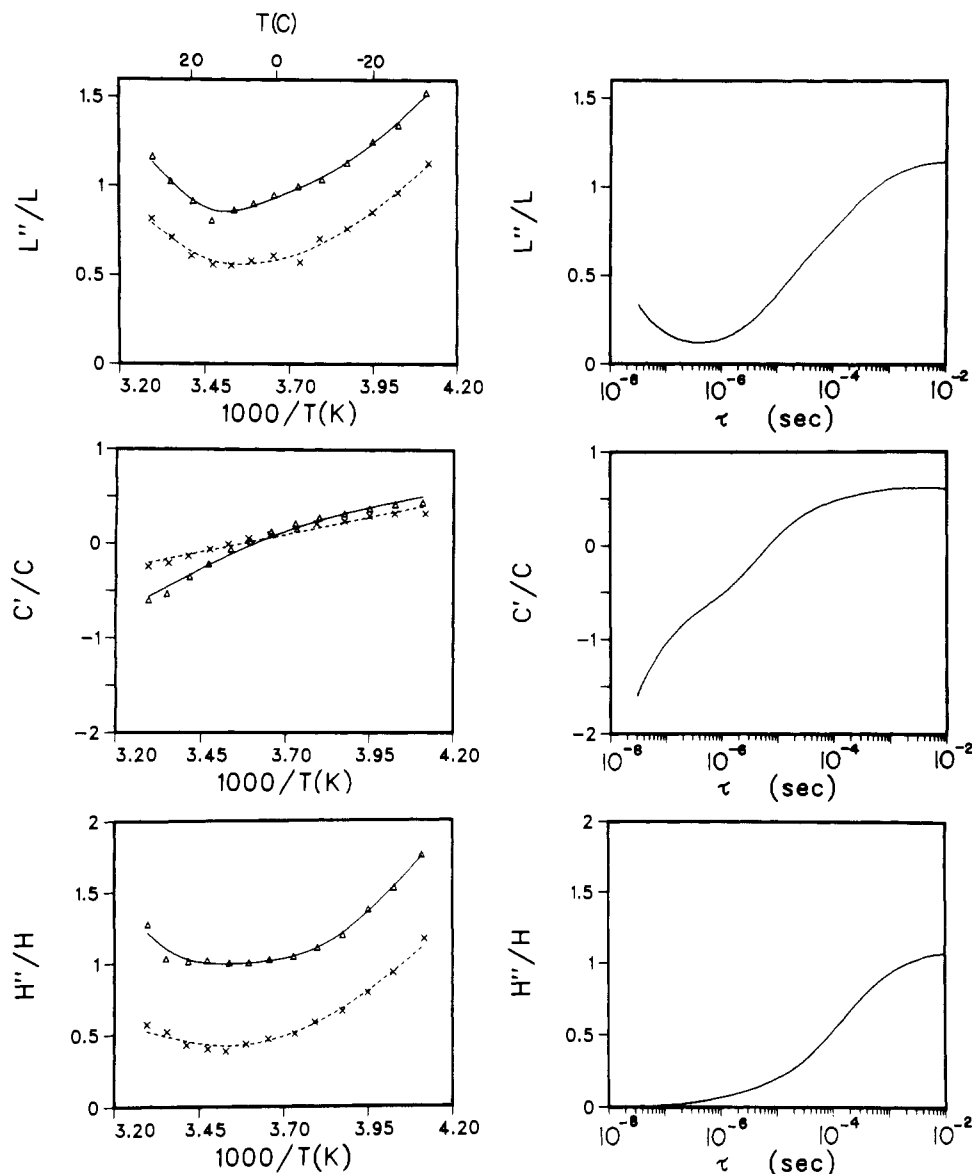 T(C)
20 0 -20
1.5
1
0.5
0
L''/L
3.20 3.45 3.70 3.95 4.20
1000/T(K)
1.5
1
0.5
0
L''/L
10⁻⁸ 10⁻⁶ 10⁻⁴ 10⁻²
τ (sec)
1
0
-1
-2
C'/C
3.20 3.45 3.70 3.95 4.20
1000/T(K)
1
0
-1
-2
C'/C
10⁻⁸ 10⁻⁶ 10⁻⁴ 10⁻²
τ (sec)
2
1.5
1
0.5
0
H''/H
3.20 3.45 3.70 3.95 4.20
1000/T(K)
2
1.5
1
0.5
0
H''/H
10⁻⁸ 10⁻⁶ 10⁻⁴ 10⁻²
τ (sec)